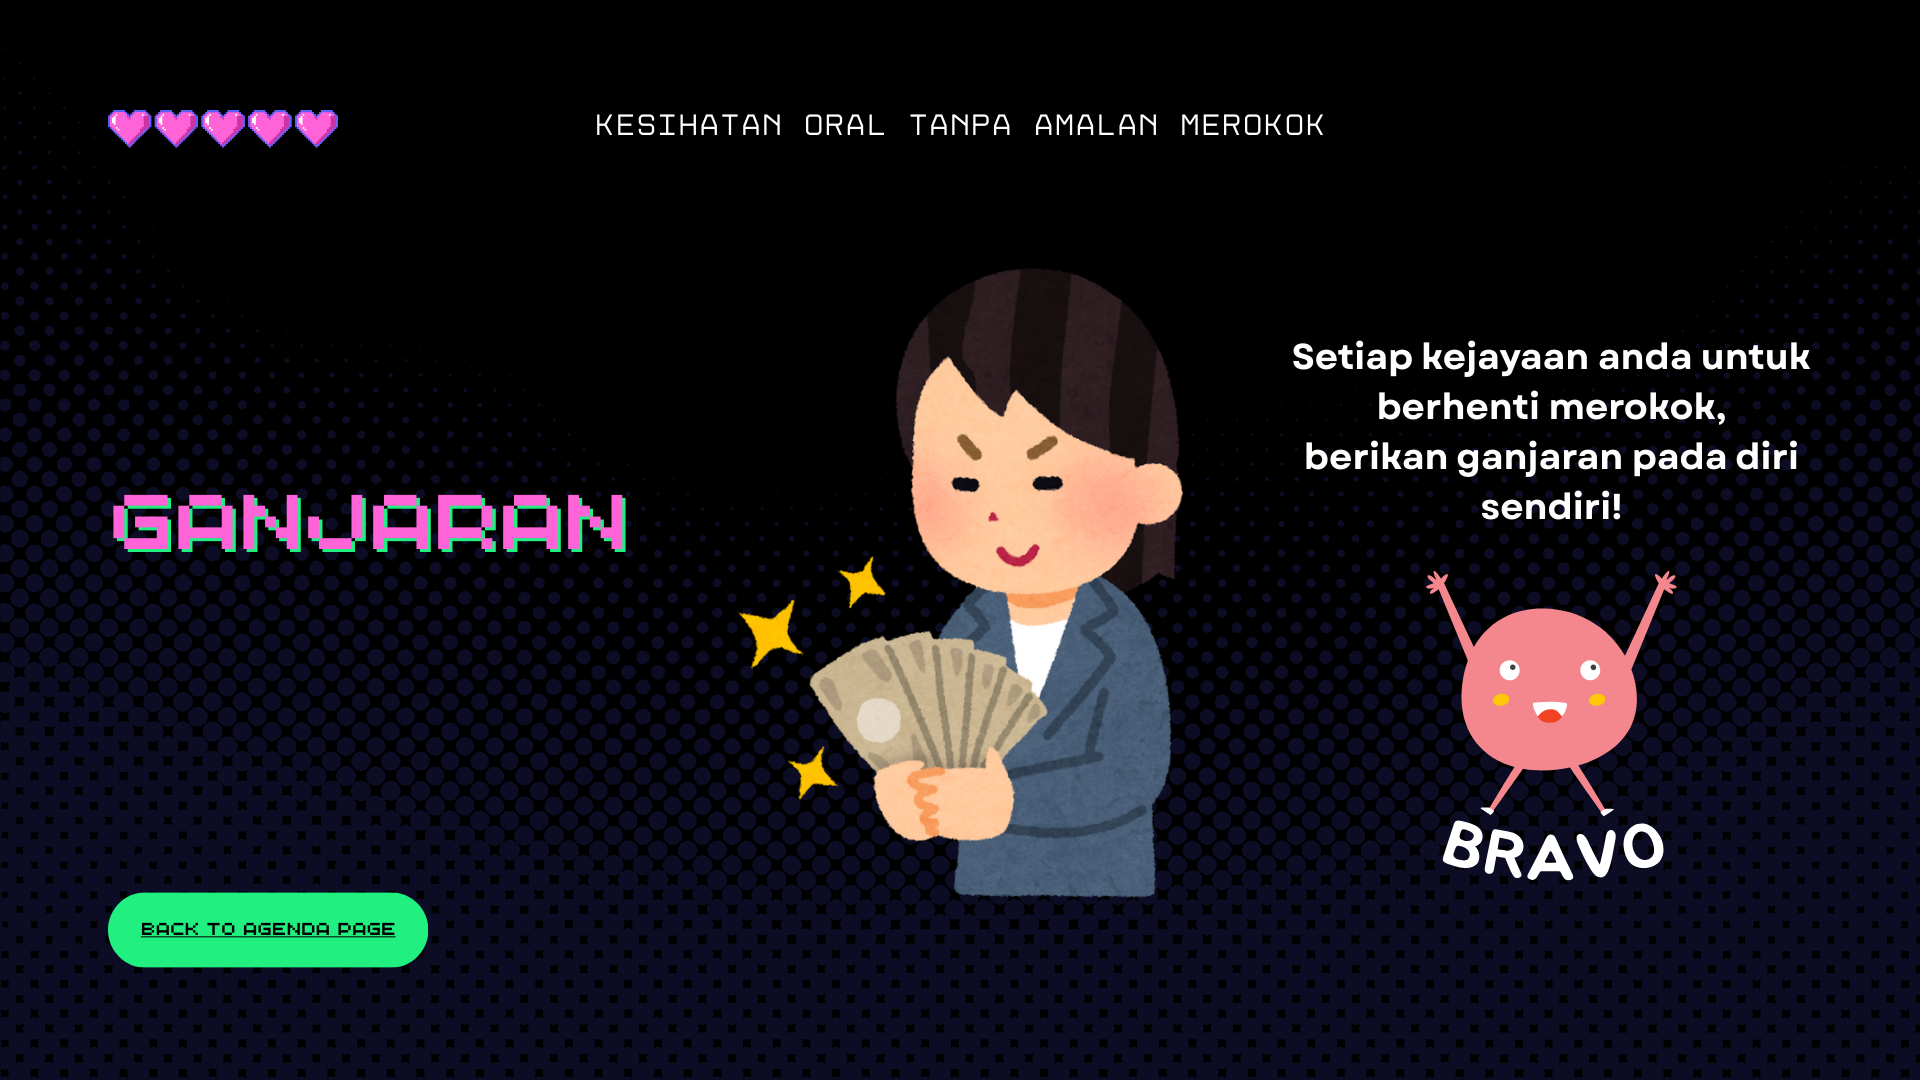 KESIHATAN ORAL TANPA AMALAN MEROKOK
GANJARAN
Setiap kejayaan anda untuk
berhenti merokok,
berikan ganjaran pada diri
sendiri!
BRAVO
BACK TO AGENDA PAGE